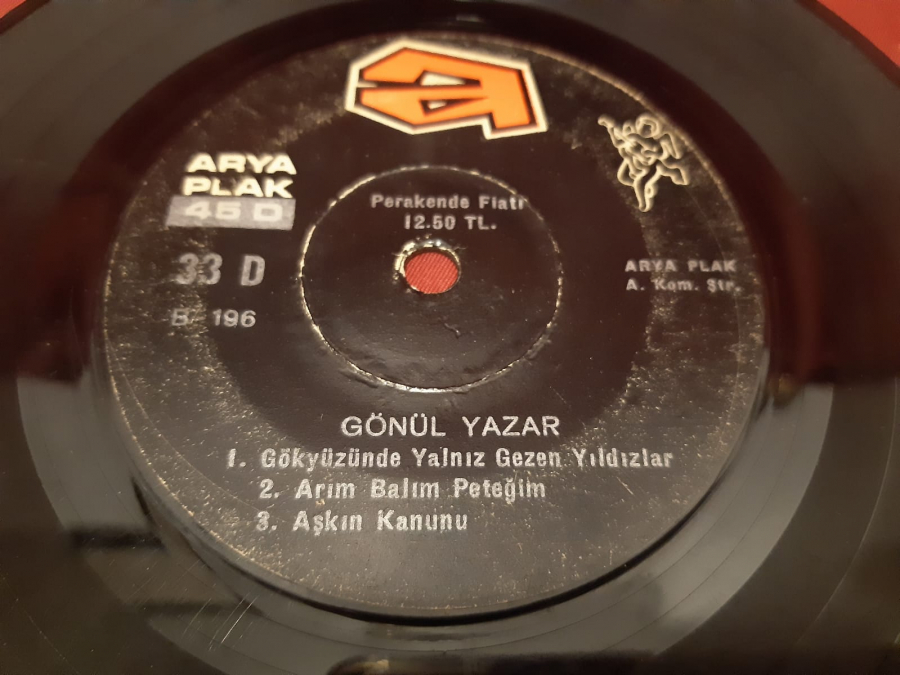 ARYA
PLAK
45 D
33 D
B 196
Perakende Fiatı
12.50 TL.
ARYA PLAK
A. Kom. Ştr.
GÖNÜL YAZAR
1. Gökyüzünde Yalnız Gezen Yıldızlar
2. Arım Balım Peteğim
3. Aşkın Kanunu